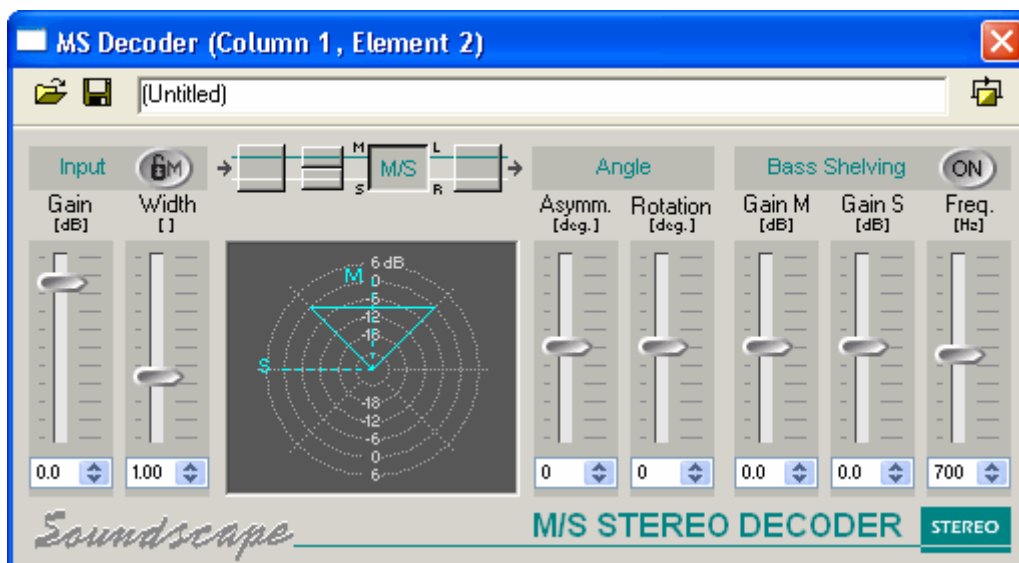 MS Decoder (Column 1, Element 2)
(Untitled)
Input M
M/S
M
S
L
R
Angle
Bass Shelving ON
Gain [dB]
Width [ ]
Asymm. [deg.]
Rotation [deg.]
Gain M [dB]
Gain S [dB]
Freq. [Hz]
6 dB
0
-6
-12
-18
M
S
-18
-12
-6
0
6
0.0
1.00
0
0
0.0
0.0
700
Soundscape
M/S STEREO DECODER
STEREO